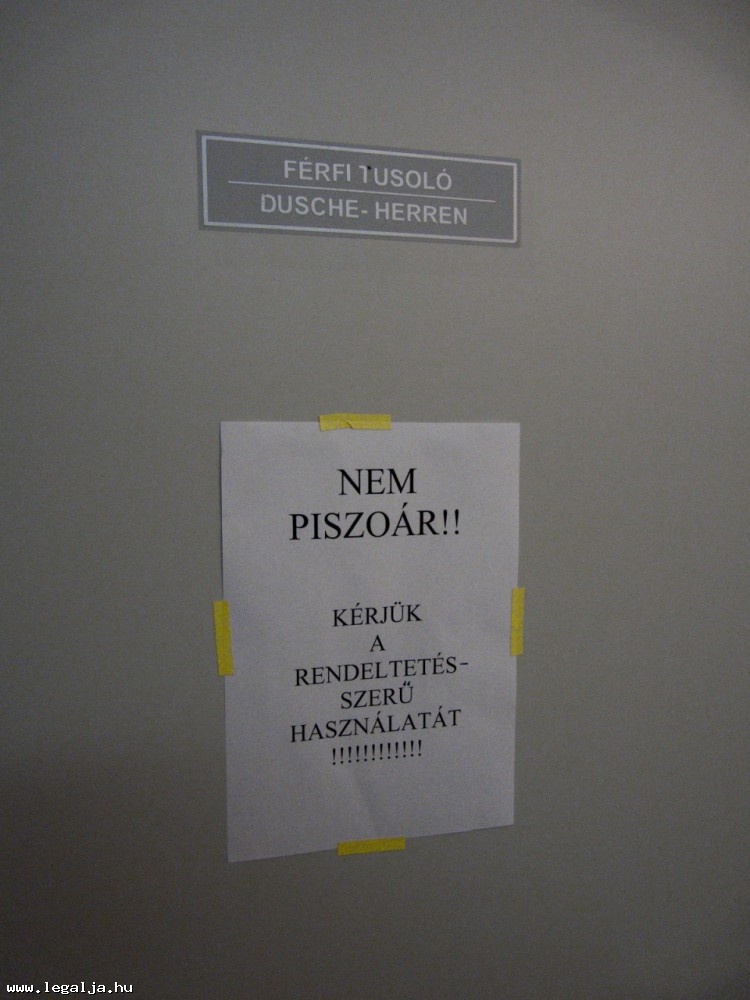 FÉRFI TUSOLÓ
DUSCHE- HERREN
NEM
PISZOÁR!!
KÉRJÜK
A
RENDELTETÉS-
SZERŰ
HASZNÁLATÁT
!!!!!!!!!!!!
www.legalja.hu